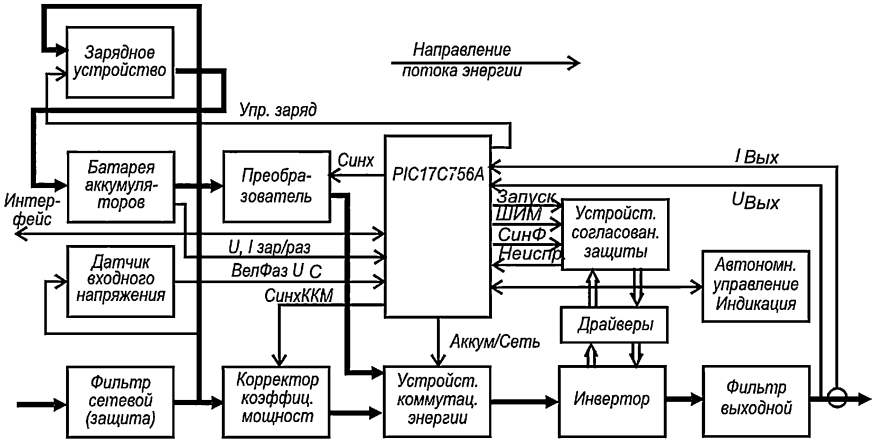 Зарядное
устройство
Направление
потока энергии
Упр. заряд
Батарея
аккумуля-
торов
Преобра-
зователь
Синх
PIC17C756A
I Вых
U Вых
Запуск
ШИМ
СинФ
Неиспр.
Устройст.
согласован.
защиты
Интер-
фейс
U, I зар/раз
Датчик
входного
напряжения
ВелФаз U C
СинхККМ
Автономн.
управление
Индикация
Драйверы
Аккум/Сеть
Фильтр
сетевой
(защита)
Корректор
коэффиц.
мощност
Устройст.
коммутац.
энергии
Инвертор
Фильтр
выходной